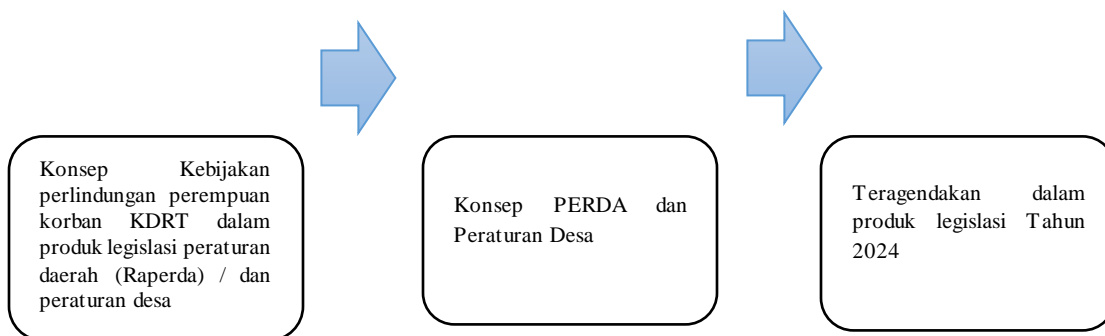 Konsep Kebijakan
perlindungan perempuan
korban KDRT dalam
produk legislasi peraturan
daerah (Raperda) / dan
peraturan desa
Konsep PERDA dan
Peraturan Desa
Teragendakan dalam
produk legislasi Tahun
2024